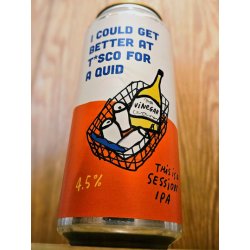 I COULD GET
BETTER AT
T*SCO FOR
A QUID
VINEGAR
4.5%
THIS IS A
SESSION
IPA